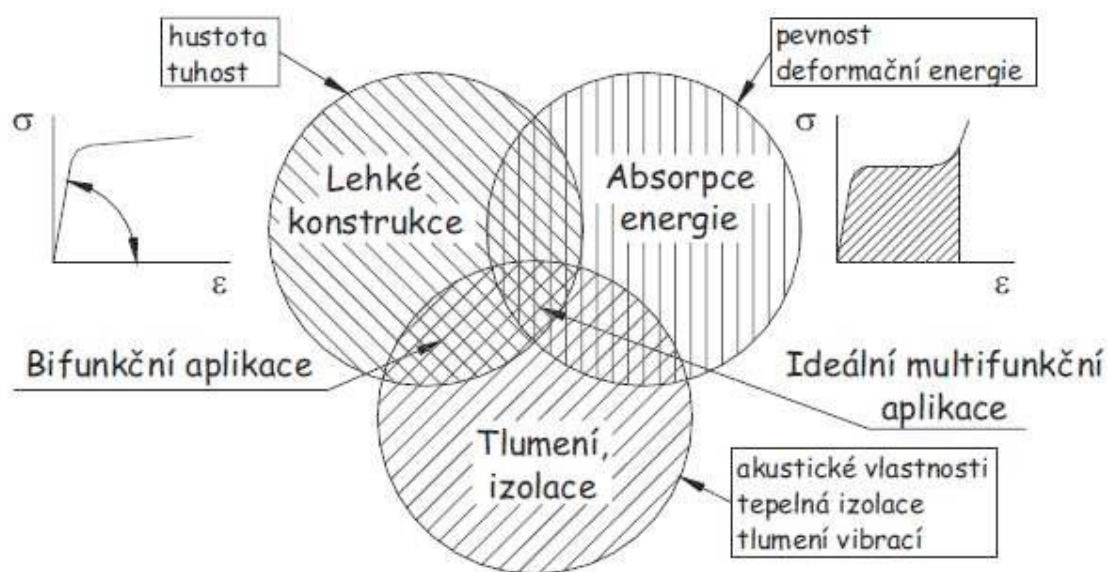 hustota
tuhost
pevnost
deformační energie
σ
ε
Lehké
konstrukce
Absorpce
energie
σ
ε
Bifunkční aplikace
Ideální multifunkční
aplikace
Tlumení,
izolace
akustické vlastnosti
tepelná izolace
tlumení vibrací